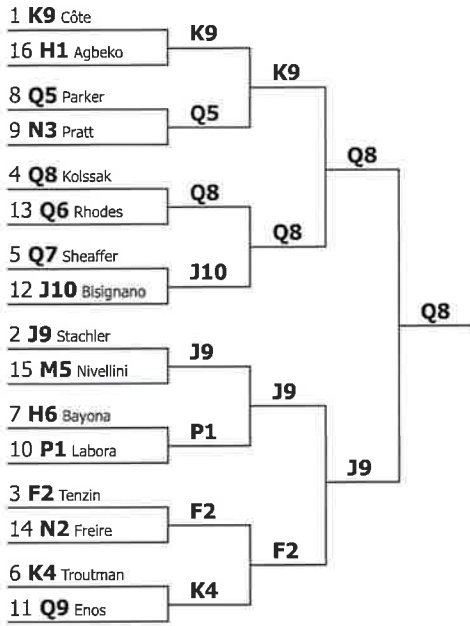 1 K9 Côte
16 H1 Agbeko
8 Q5 Parker
9 N3 Pratt
4 Q8 Kolssak
13 Q6 Rhodes
5 Q7 Sheaffer
12 J10 Bisignano
2 J9 Stachler
15 M5 Nivellini
7 H6 Bayona
10 P1 Labora
3 F2 Tenzin
14 N2 Freire
6 K4 Troutman
11 Q9 Enos
K9
Q5
Q8
J10
J9
P1
F2
K4
K9
Q8
J9
F2
Q8
J9
Q8